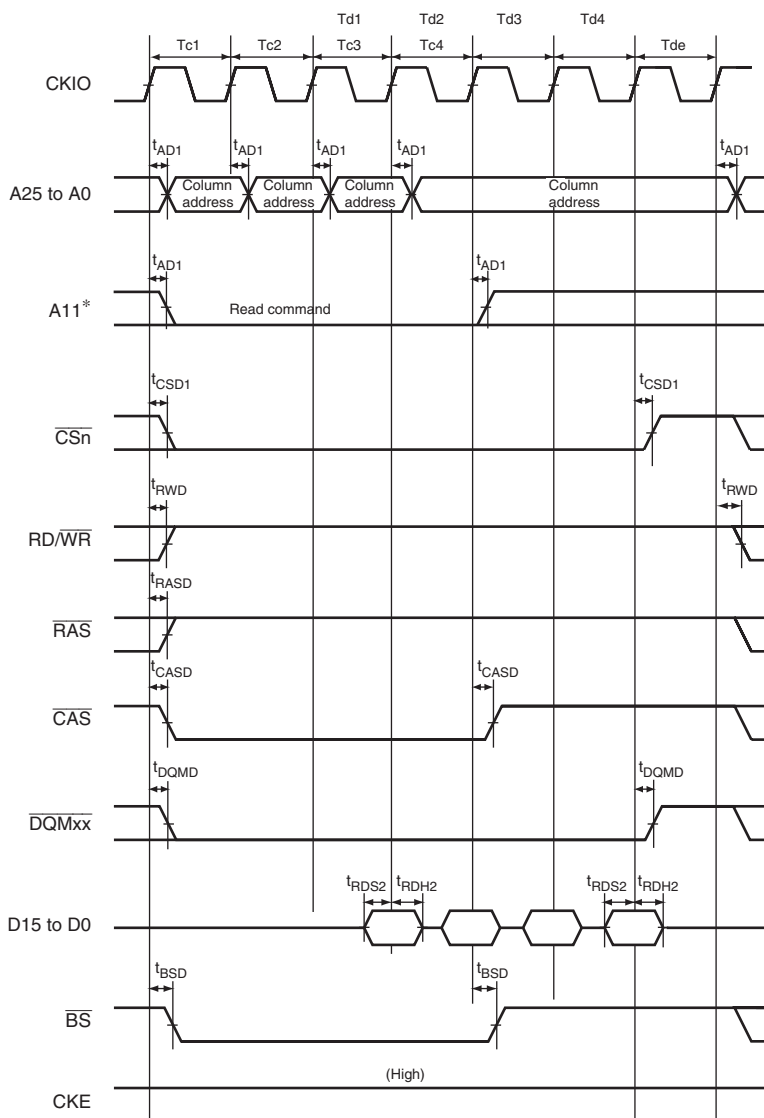 Td1 Td2 Td3 Td4
Tc1 Tc2 Tc3 Tc4 Tde
CKIO
tAD1 tAD1 tAD1 tAD1 tAD1
A25 to A0
Column address Column address Column address Column address
tAD1 tAD1
A11*
Read command
tCSD1 tCSD1
CSn
tRWD tRWD
RD/WR
tRASD
RAS
tCASD tCASD
CAS
tDQMD tDQMD
DQMxx
tRDS2 tRDH2 tRDS2 tRDH2
D15 to D0
tBSD tBSD
BS
(High)
CKE